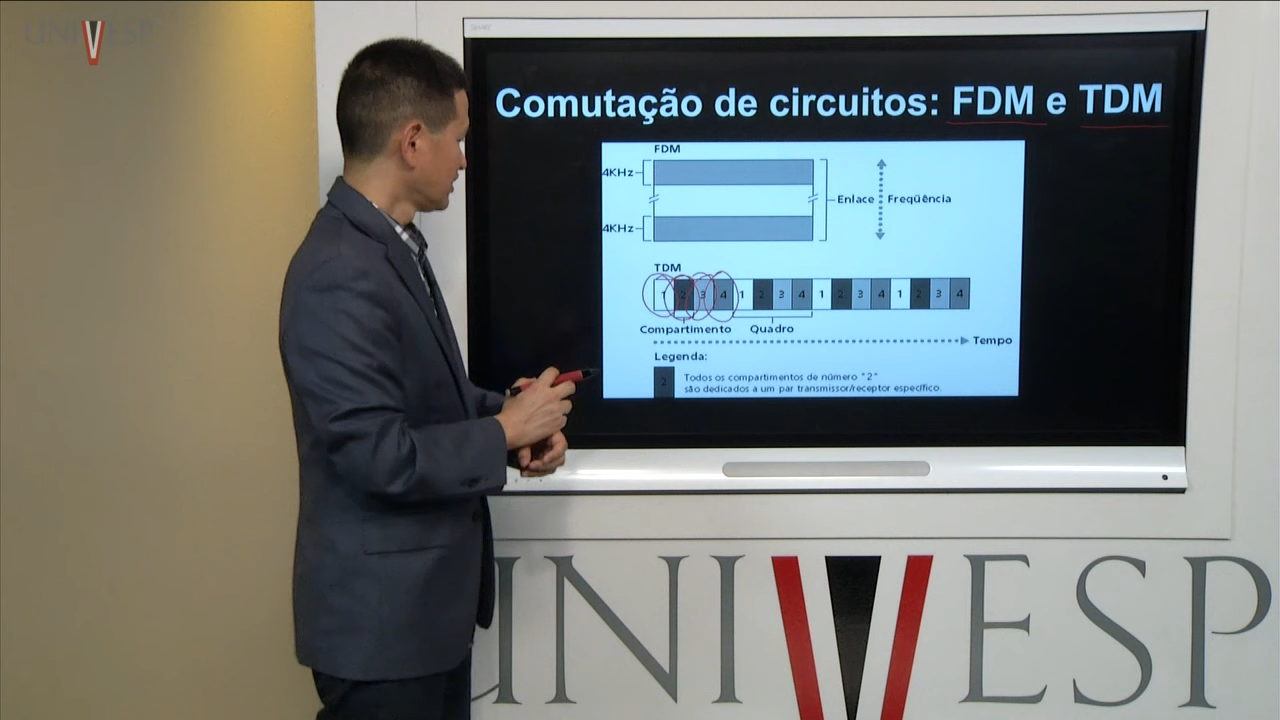 UNIVESP
Comutação de circuitos: FDM e TDM
FDM
4KHz
Enlace
Freqüência
4KHz
TDM
1 2 3 4 1 2 3 4 1 2 3 4 1 2 3 4
Compartimento
Quadro
Tempo
Legenda:
2
Todos os compartimentos de número "2"
são dedicados a um par transmissor/receptor específico.
UNIVESP